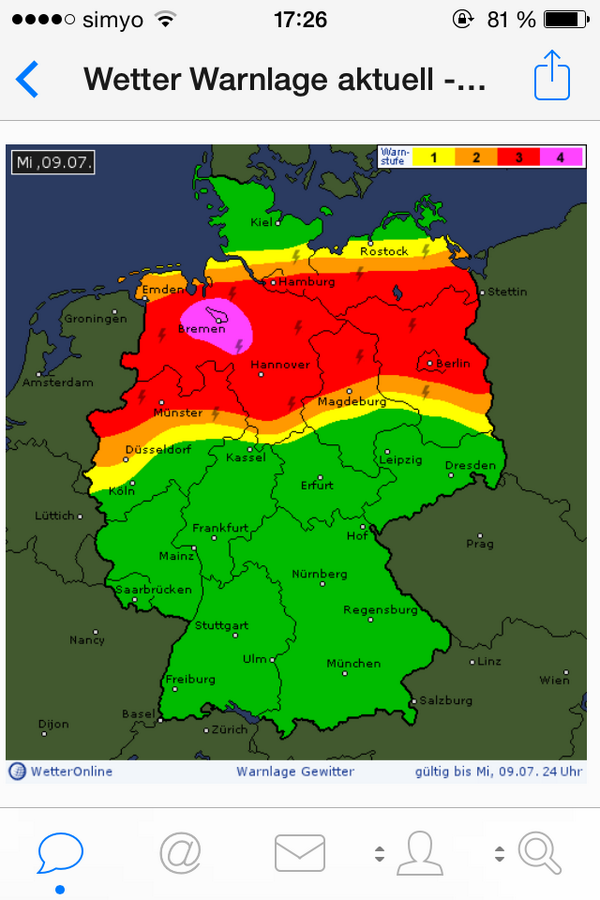 simyo 17:26 81 %
Wetter Warnlage aktuell -...
Mi,09.07.
Warn-
stufe
1 2 3 4
Kiel
Rostock
Hamburg
Emden
Stettin
Groningen
Bremen
Hannover
Berlin
Amsterdam
Münster
Magdeburg
Düsseldorf
Kassel
Leipzig
Dresden
Köln
Erfurt
Lüttich
Frankfurt
Hof
Prag
Mainz
Nürnberg
Saarbrücken
Regensburg
Stuttgart
Nancy
Ulm
München
Linz
Freiburg
Wien
Salzburg
Basel
Dijon
Zürich
WetterOnline Warnlage Gewitter gültig bis Mi, 09.07. 24 Uhr
@